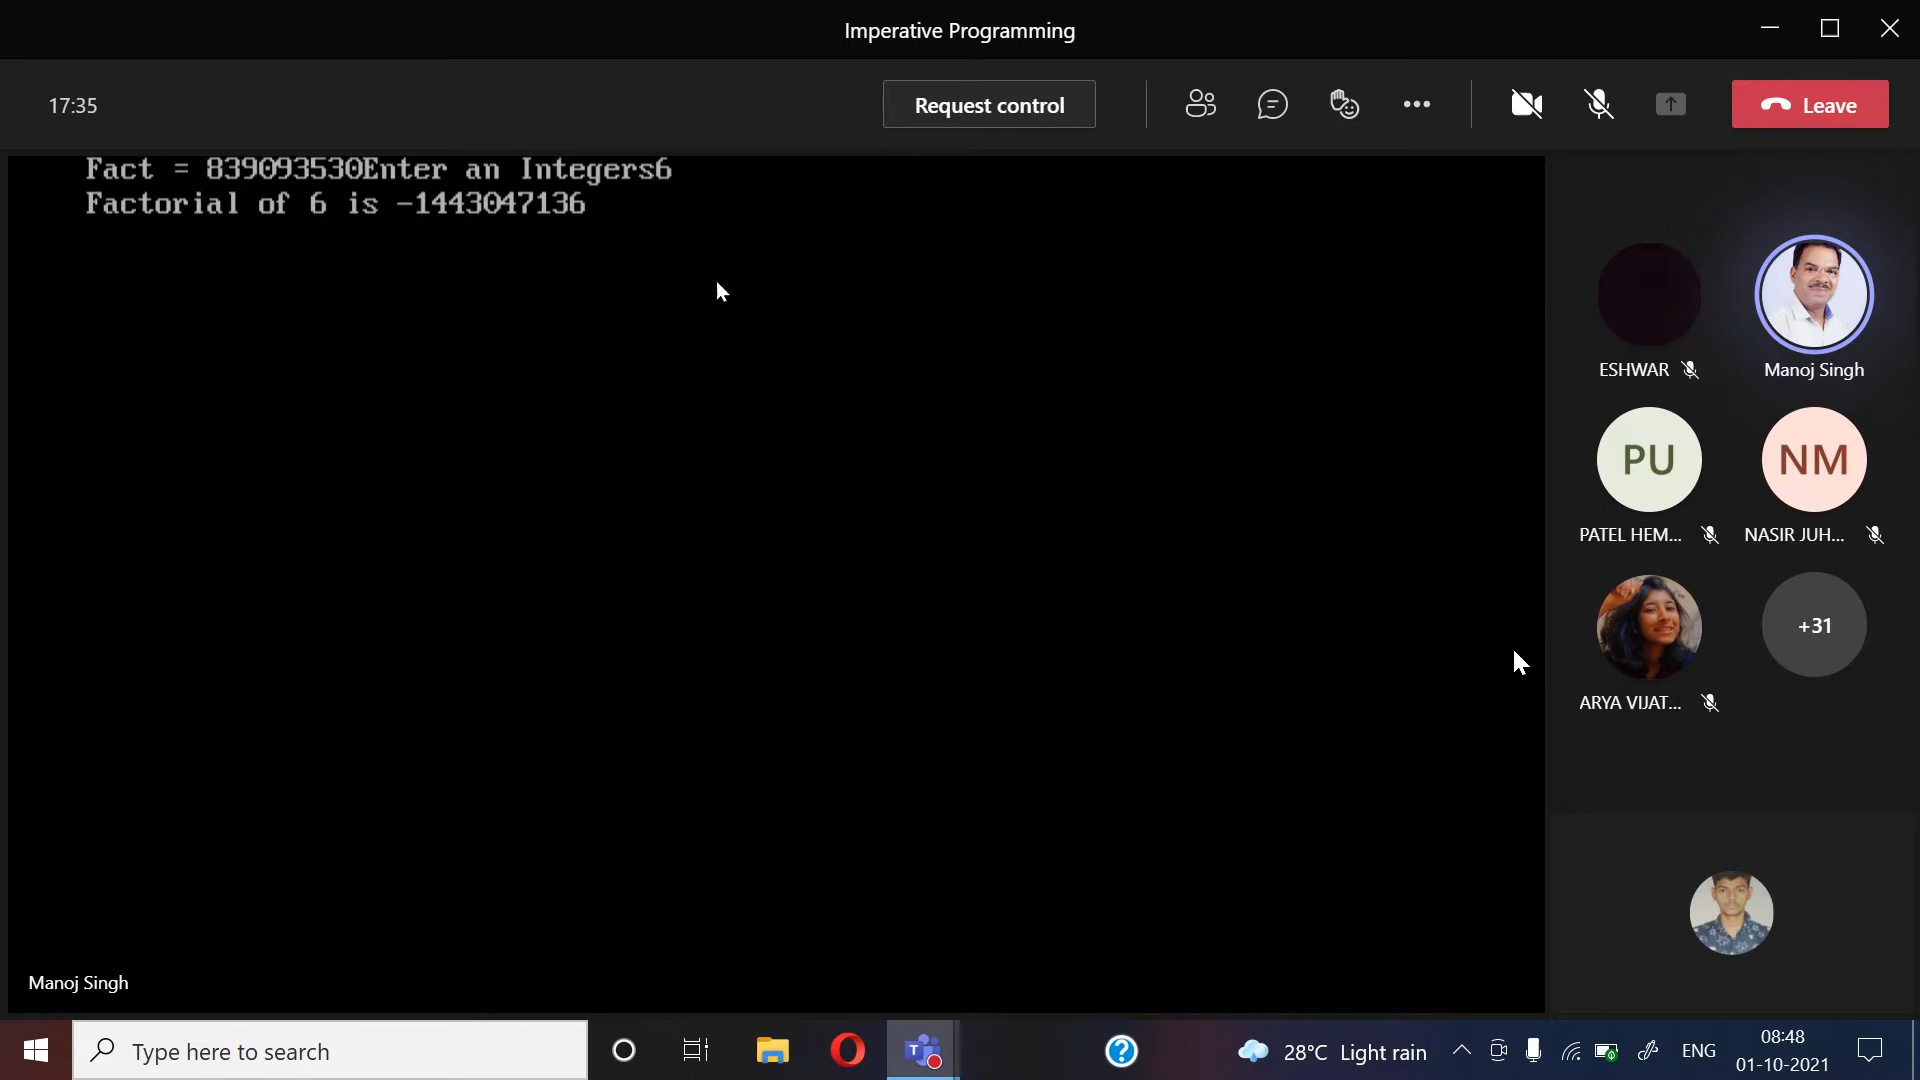 Imperative Programming
17:35
Request control
Leave
Fact = 839093530Enter an Integers6
Factorial of 6 is -1443047136
ESHWAR
Manoj Singh
PU
NM
PATEL HEM...
NASIR JUH...
+31
ARYA VIJAT...
Manoj Singh
Type here to search
T
?
28°C Light rain
ENG
08:48
01-10-2021